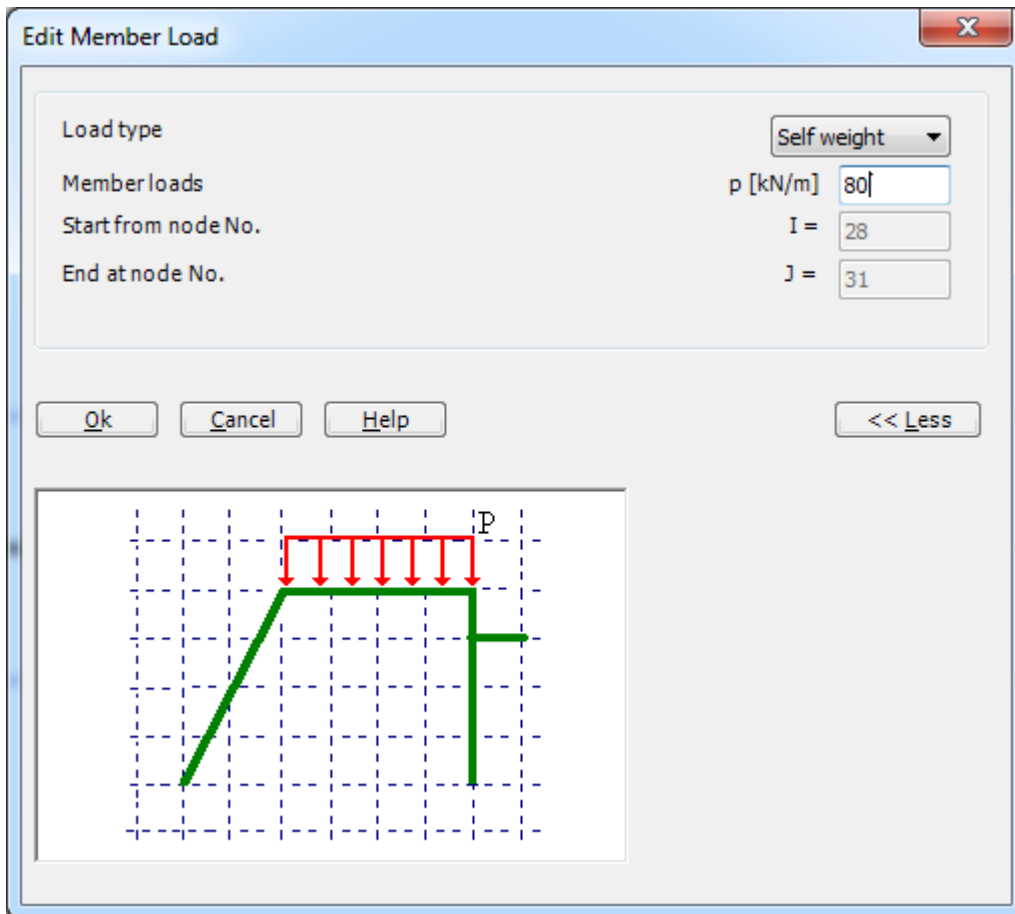 Edit Member Load
x
Load type Self weight
Member loads p [kN/m] 80
Start from node No. I = 28
End at node No. J = 31
Ok Cancel Help << Less
P